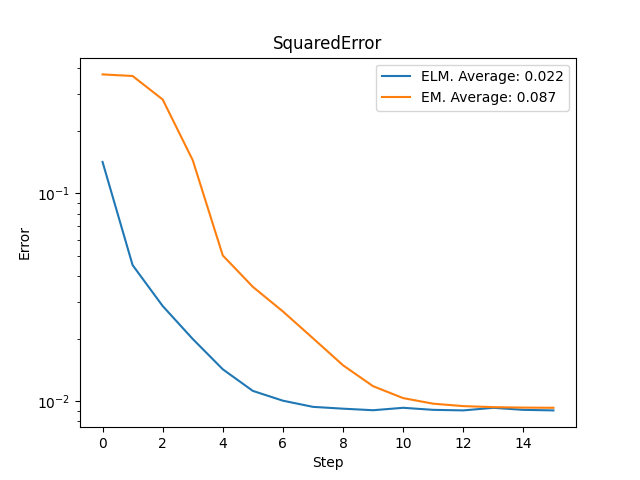 SquaredError
ELM. Average: 0.022
EM. Average: 0.087
Error
10⁻¹
10⁻²
0 2 4 6 8 10 12 14
Step